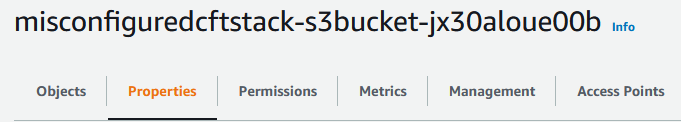 misconfiguredcftstack-s3bucket-jx30aloue00b Info
Objects Properties Permissions Metrics Management Access Points